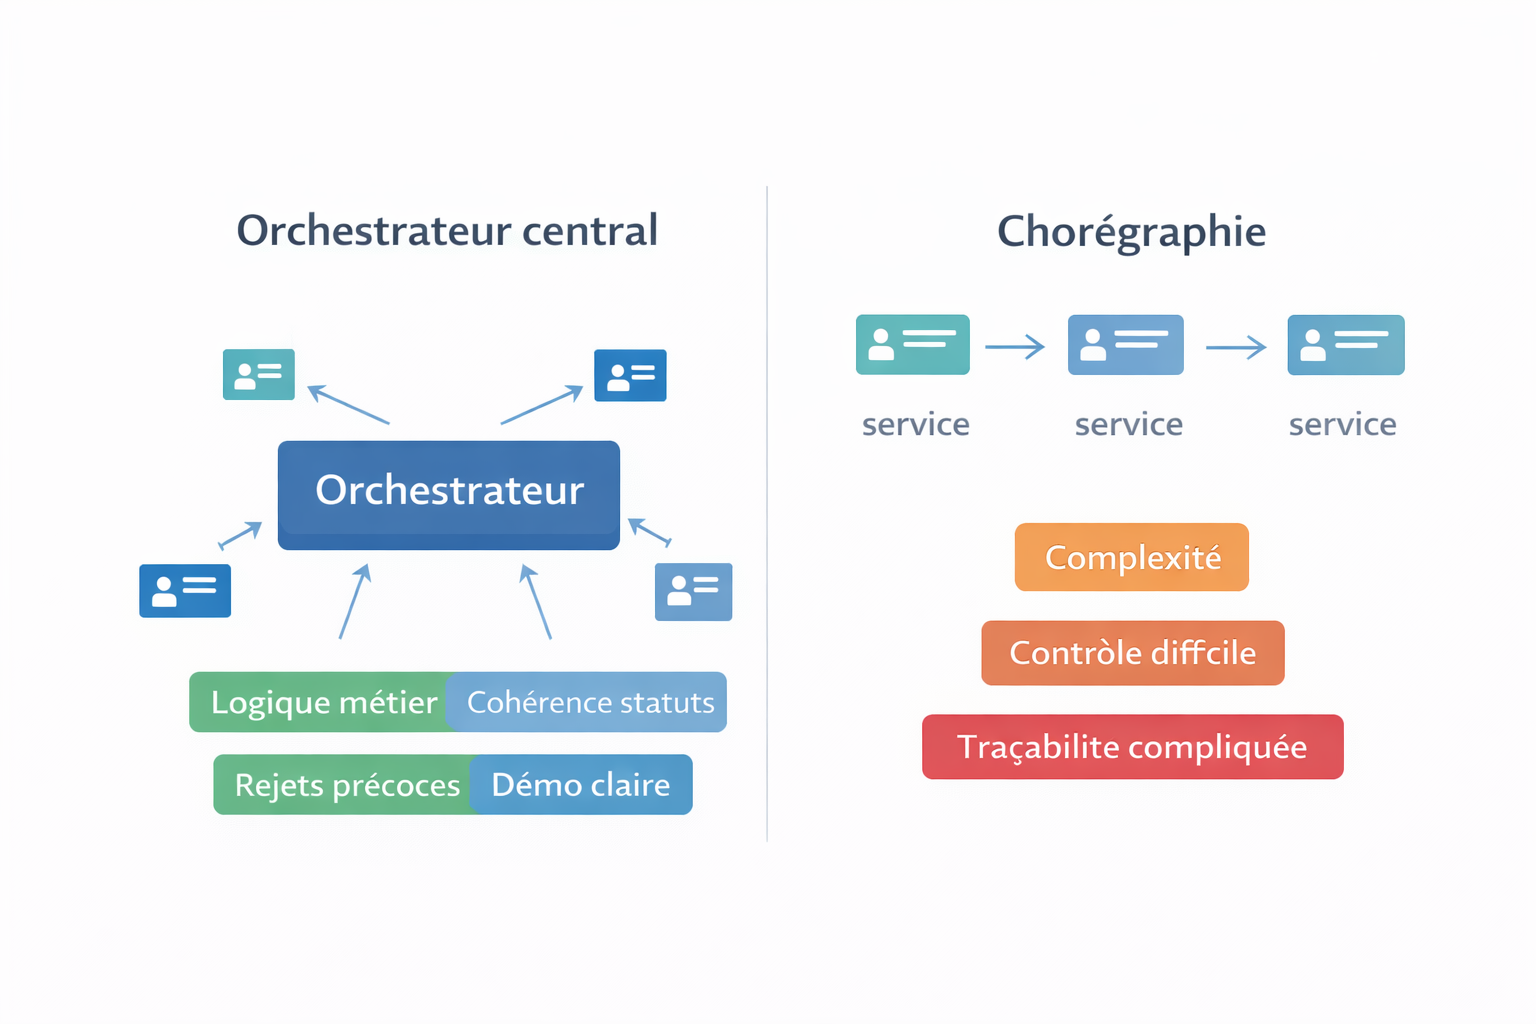 Orchestrateur central
Orchestrateur
Logique métier
Cohérence statuts
Rejets précoces
Démo claire
Chorégraphie
service
service
service
Complexité
Contròle diffcile
Traçabilite compliquée